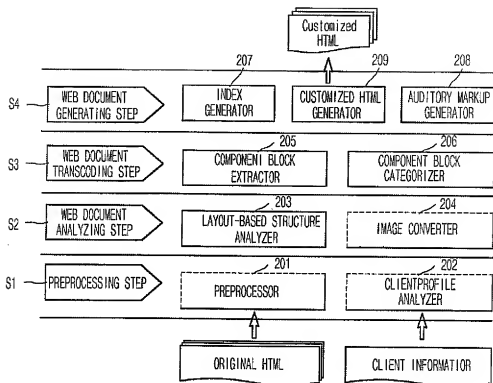 Customized
HTML
207
209
208
S4
WEB DOCUMENT
GENERATING STEP
INDEX
GENERATOR
CUSTOMIZED HTML
GENERATOR
AUDITORY MARKUP
GENERATOR
205
206
S3
WEB DOCUMENT
TRANSCODING STEP
COMPONENT BLOCK
EXTRACTOR
COMPONENT BLOCK
CATEGORIZER
203
204
S2
WEB DOCUMENT
ANALYZING STEP
LAYOUT-BASED STRUCTURE
ANALYZER
IMAGE CONVERTER
201
202
S1
PREPROCESSING STEP
PREPROCESSOR
CLIENTPROFILE
ANALYZER
ORIGINAL HTML
CLIENT INFORMATIOR